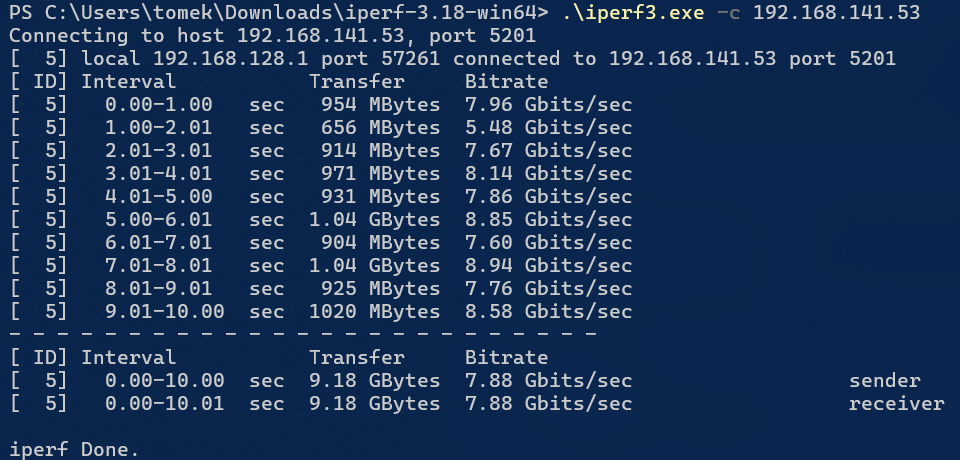 PS C:\Users\tomek\Downloads\iperf-3.18-win64> .\iperf3.exe -c 192.168.141.53
Connecting to host 192.168.141.53, port 5201
[  5] local 192.168.128.1 port 57261 connected to 192.168.141.53 port 5201
[ ID] Interval           Transfer     Bitrate
[  5]   0.00-1.00   sec   954 MBytes  7.96 Gbits/sec
[  5]   1.00-2.01   sec   656 MBytes  5.48 Gbits/sec
[  5]   2.01-3.01   sec   914 MBytes  7.67 Gbits/sec
[  5]   3.01-4.01   sec   971 MBytes  8.14 Gbits/sec
[  5]   4.01-5.00   sec   931 MBytes  7.86 Gbits/sec
[  5]   5.00-6.01   sec  1.04 GBytes  8.85 Gbits/sec
[  5]   6.01-7.01   sec   904 MBytes  7.60 Gbits/sec
[  5]   7.01-8.01   sec  1.04 GBytes  8.94 Gbits/sec
[  5]   8.01-9.01   sec   925 MBytes  7.76 Gbits/sec
[  5]   9.01-10.00  sec  1020 MBytes  8.58 Gbits/sec
- - - - - - - - - - - - - - - - - - - - - - - - -
[ ID] Interval           Transfer     Bitrate
[  5]   0.00-10.00  sec  9.18 GBytes  7.88 Gbits/sec                  sender
[  5]   0.00-10.01  sec  9.18 GBytes  7.88 Gbits/sec                  receiver
iperf Done.